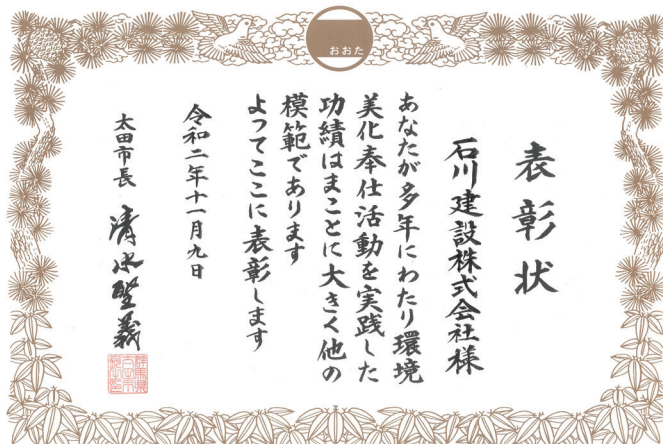 おおた
表彰状
石川建設株式会社様
あなたが多年にわたり環境
美化奉仕活動を実践した
功績はまことに大きく他の
模範であります
よってここに表彰します
令和二年十一月九日
太田市長 清水聖義